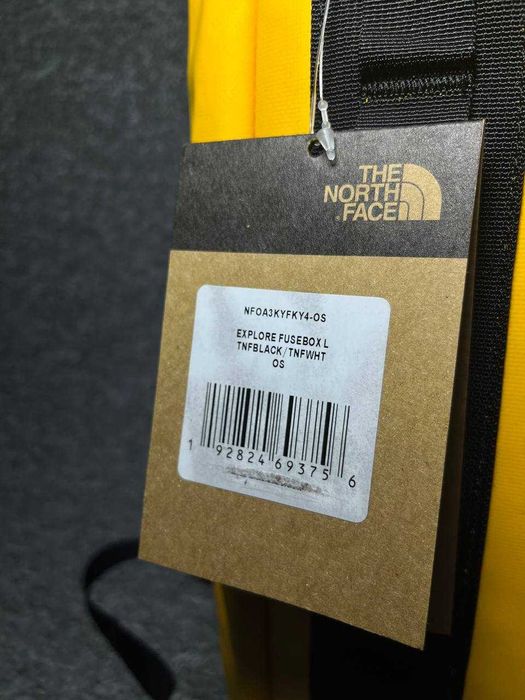 THE
NORTH
FACE
NF0A3KYFKY4-OS
EXPLORE FUSEBOX L
TNFBLACK/TNFWHT
OS
1 92824 69375 6